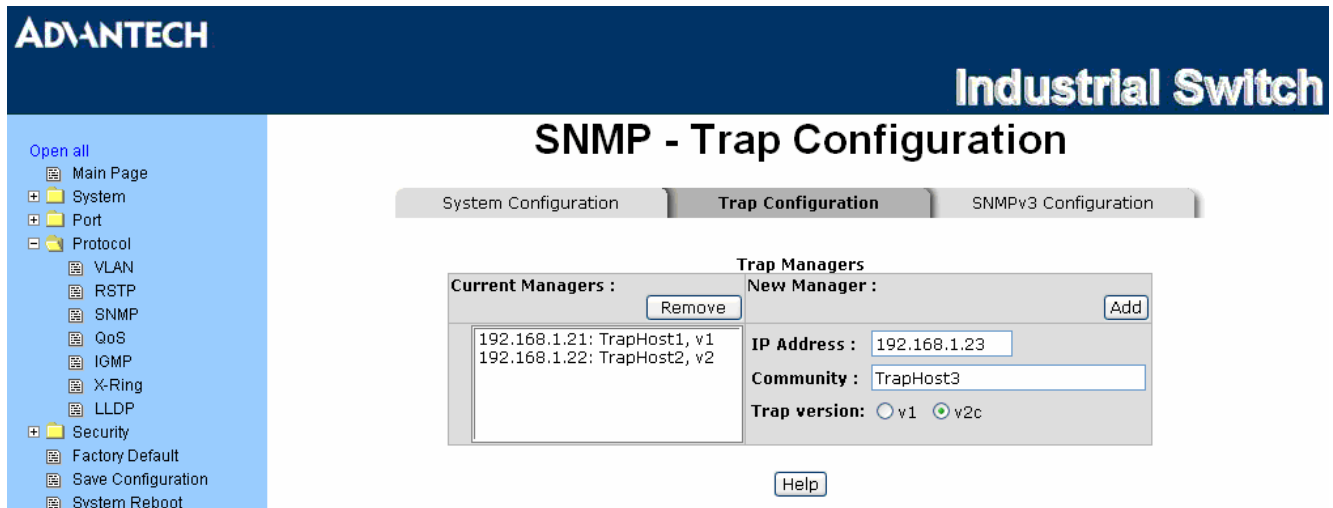 ADVANTECH
Industrial Switch
Open all
Main Page
System
Port
Protocol
VLAN
RSTP
SNMP
QoS
IGMP
X-Ring
LLDP
Security
Factory Default
Save Configuration
System Reboot
SNMP - Trap Configuration
System Configuration Trap Configuration SNMPv3 Configuration
Trap Managers
Current Managers :
Remove
192.168.1.21: TrapHost1, v1
192.168.1.22: TrapHost2, v2
New Manager :
Add
IP Address : 192.168.1.23
Community : TrapHost3
Trap version: v1 v2c
Help